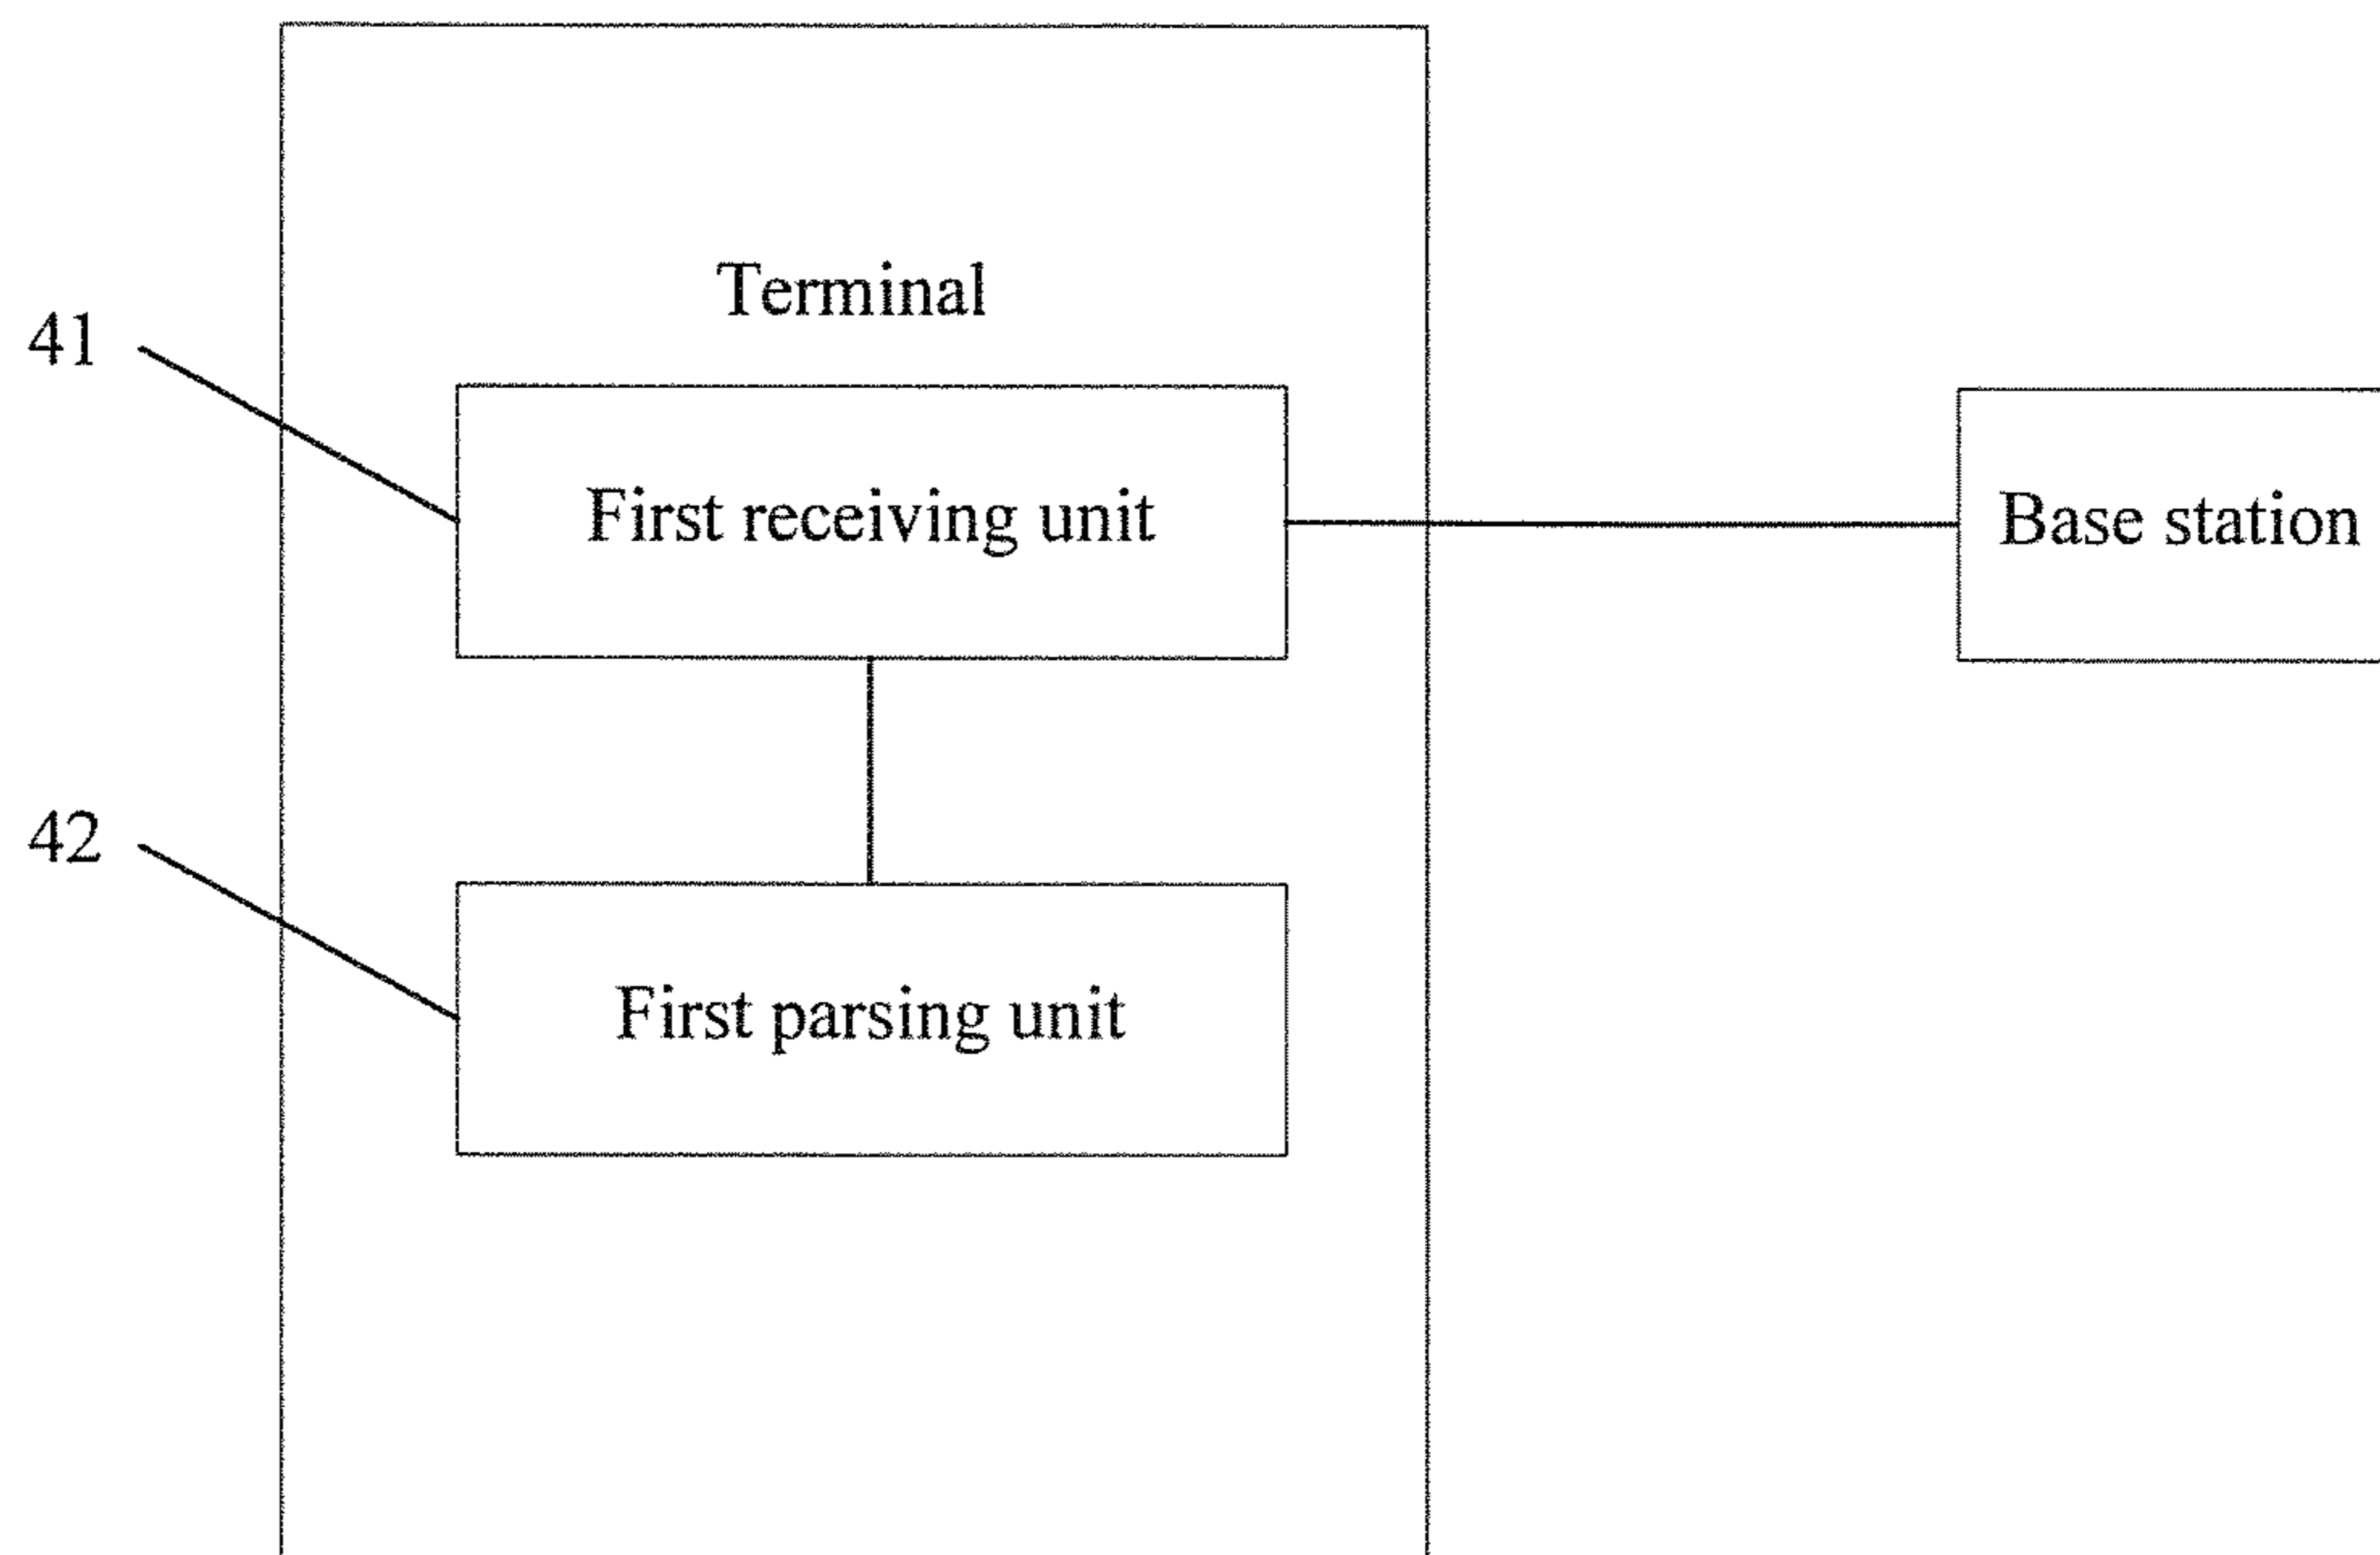 Terminal
41
First receiving unit
Base station
42
First parsing unit